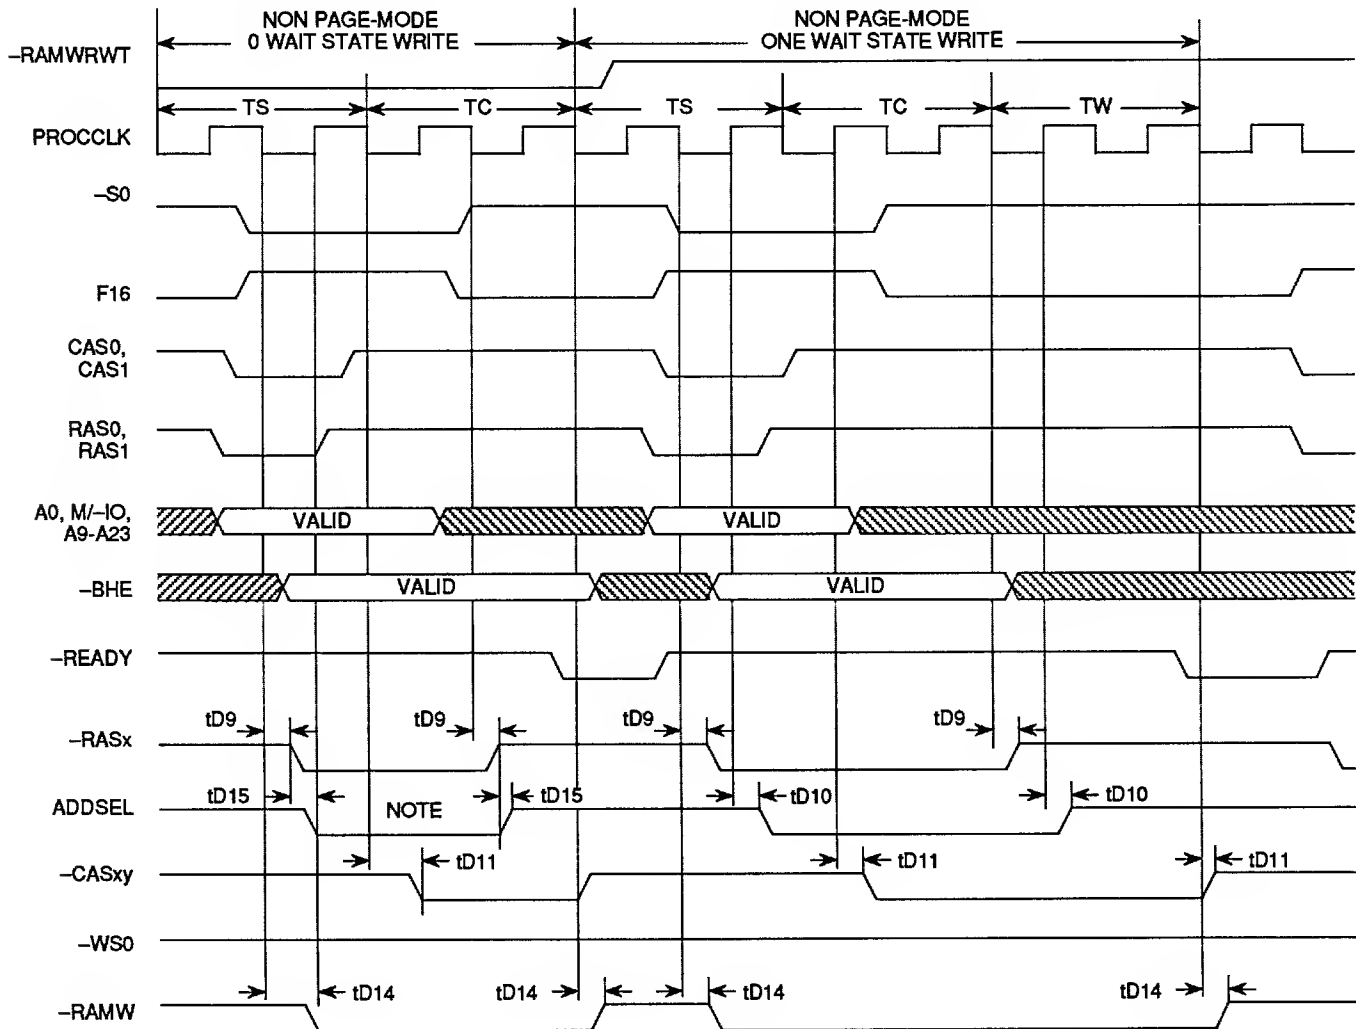 NON PAGE-MODE
0 WAIT STATE WRITE
NON PAGE-MODE
ONE WAIT STATE WRITE
–RAMWRWT
TS TC TS TC TW
PROCCLK
–S0
F16
CAS0,
CAS1
RAS0,
RAS1
A0, M/–IO,
A9-A23
VALID VALID
–BHE VALID VALID
–READY
tD9 tD9 tD9 tD9
–RASx
tD15 tD15 tD10 tD10
ADDSEL NOTE
tD11 tD11 tD11
–CASxy
–WS0
tD14 tD14 tD14 tD14
–RAMW